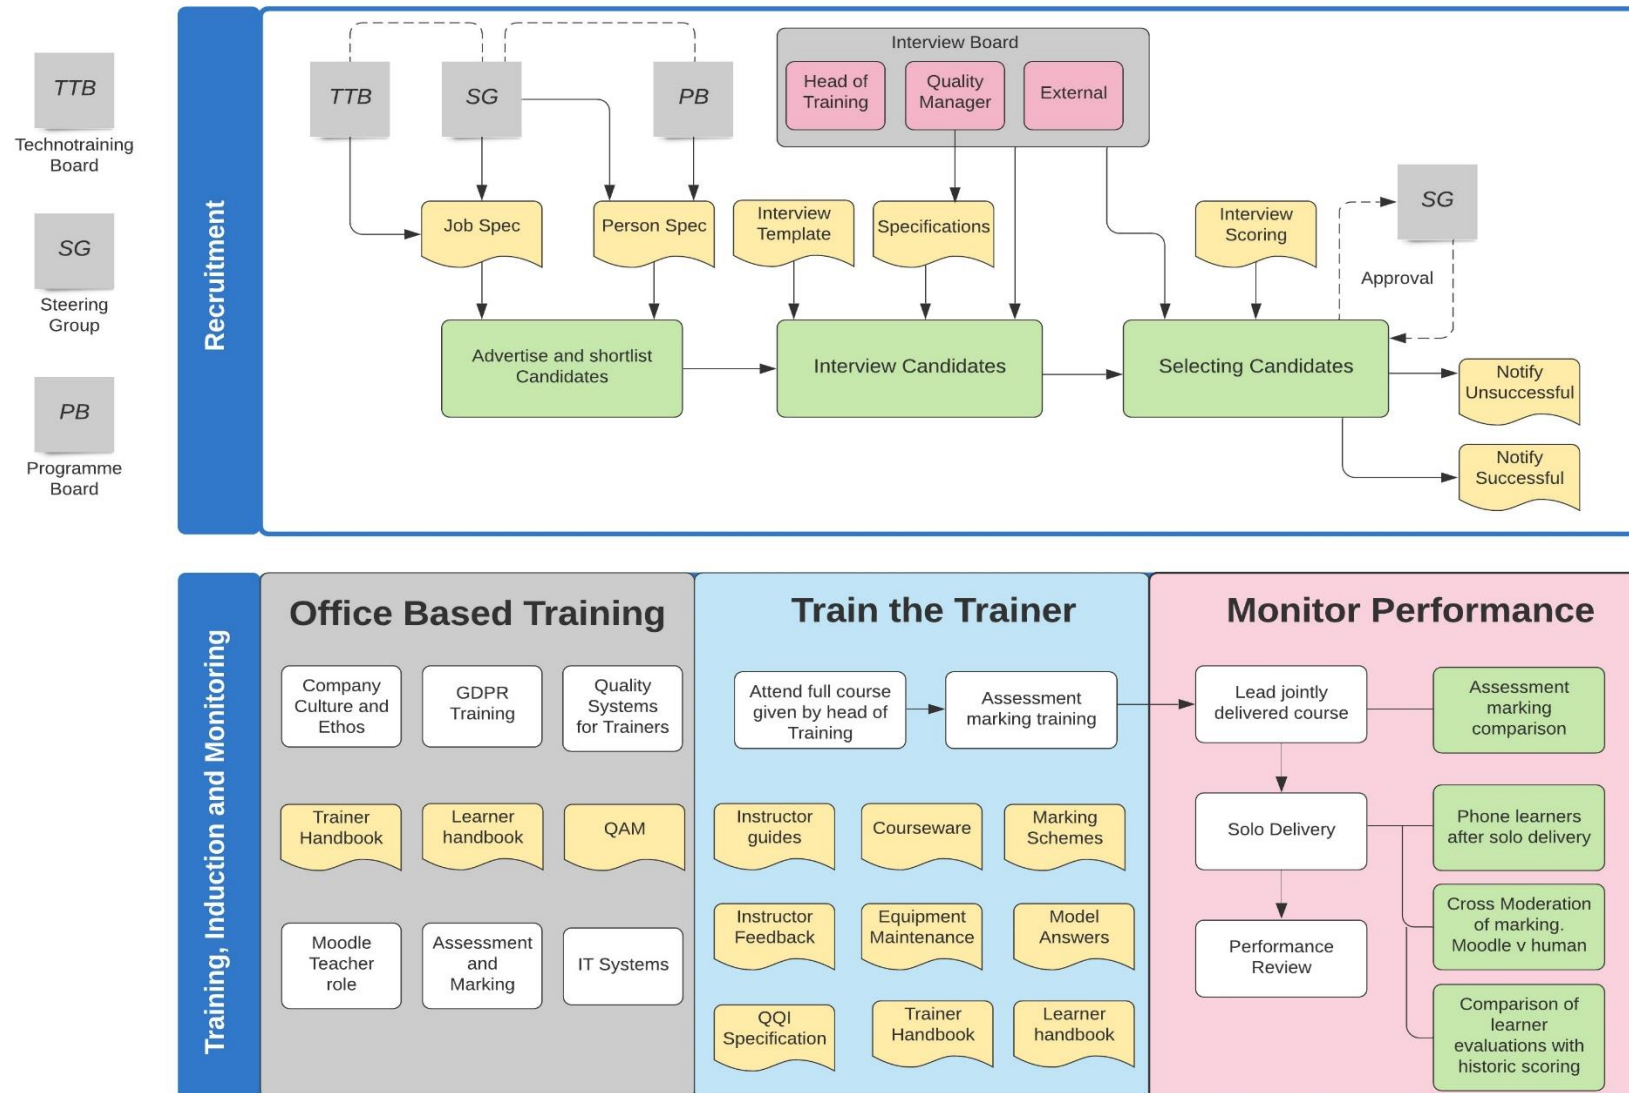 TTB
Technotraining
Board
SG
Steering
Group
PB
Programme
Board
Recruitment
TTB
SG
PB
Interview Board
Head of
Training
Quality
Manager
External
Job Spec
Person Spec
Interview
Template
Specifications
Interview
Scoring
SG
Approval
Advertise and shortlist
Candidates
Interview Candidates
Selecting Candidates
Notify
Unsuccessful
Notify
Successful
Training, Induction and Monitoring
Office Based Training
Company
Culture and
Ethos
GDPR
Training
Quality
Systems
for Trainers
Trainer
Handbook
Learner
handbook
QAM
Moodle
Teacher
role
Assessment
and
Marking
IT Systems
Train the Trainer
Attend full course
given by head of
Training
Assessment
marking training
Instructor
guides
Courseware
Marking
Schemes
Instructor
Feedback
Equipment
Maintenance
Model
Answers
QQI
Specification
Trainer
Handbook
Learner
handbook
Monitor Performance
Lead jointly
delivered course
Assessment
marking
comparison
Solo Delivery
Phone learners
after solo delivery
Cross Moderation
of marking.
Moodle v human
Performance
Review
Comparison of
learner
evaluations with
historic scoring